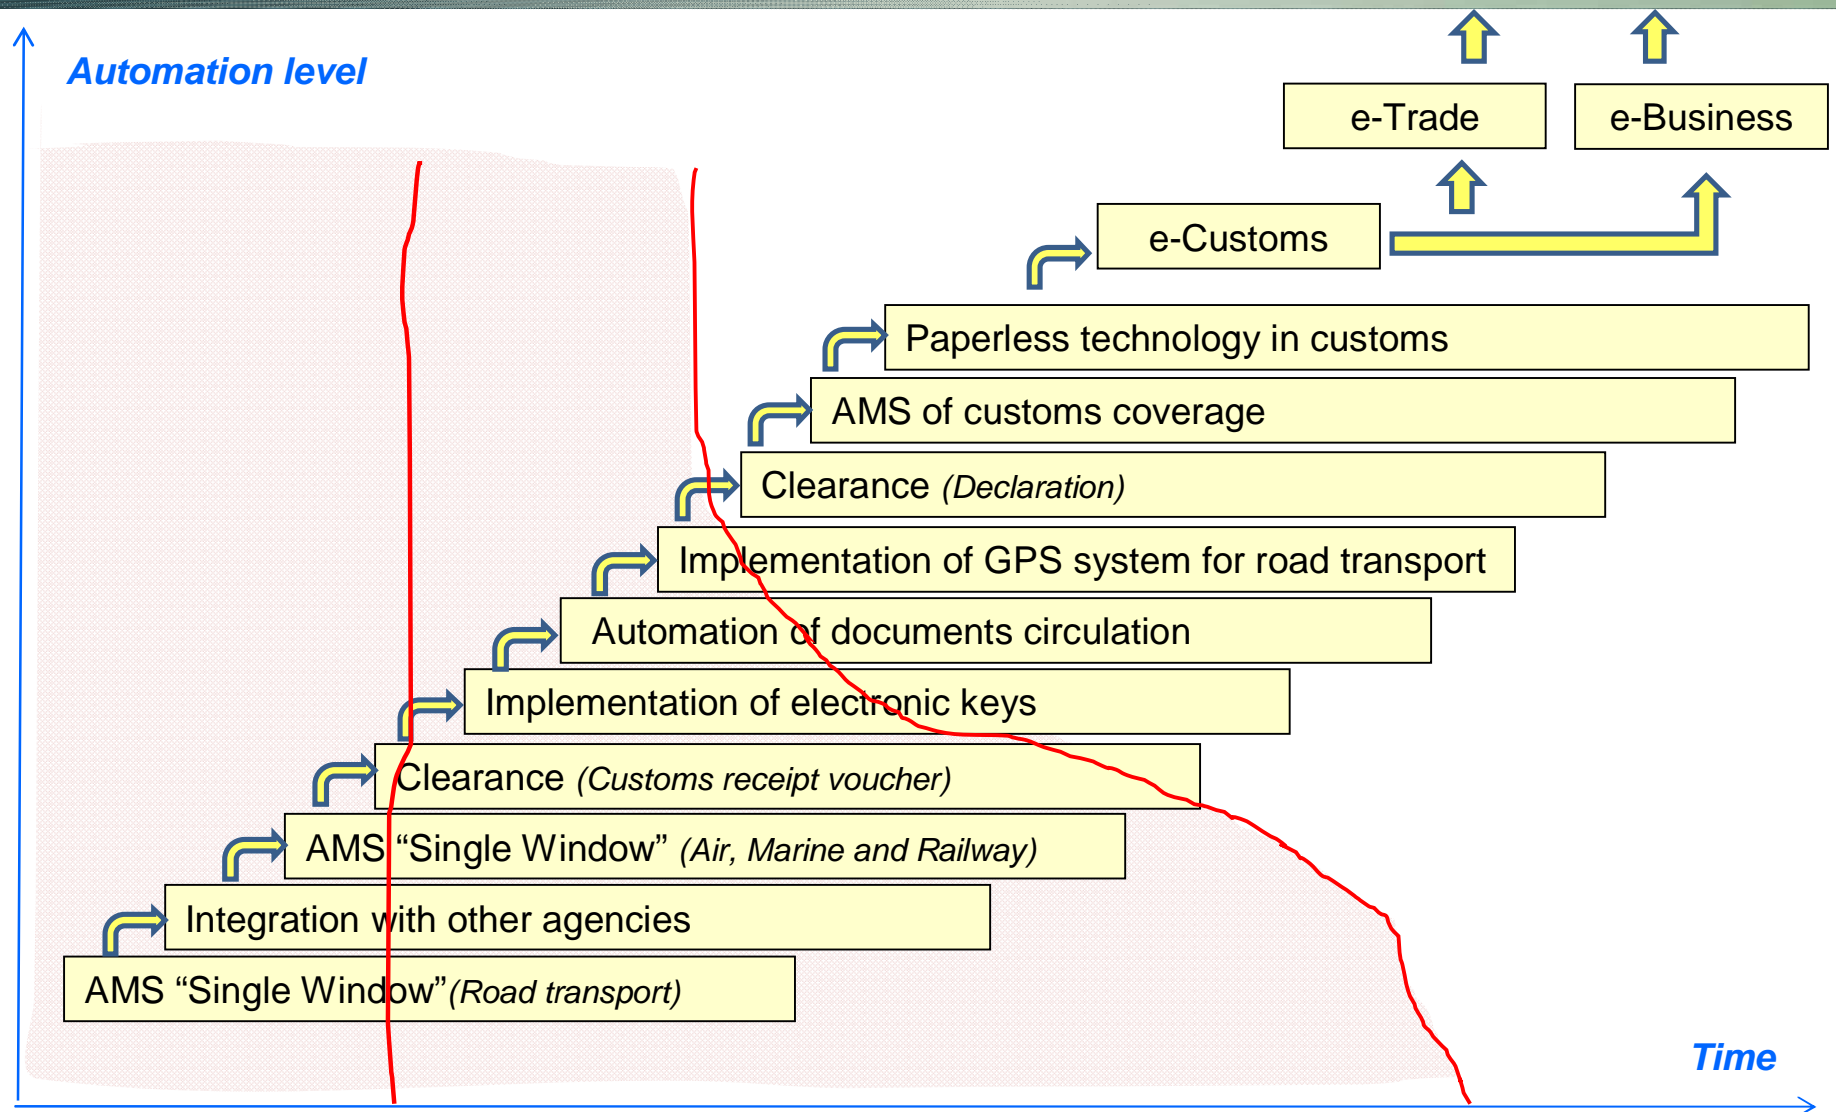 Automation level
e-Trade
e-Business
e-Customs
Paperless technology in customs
AMS of customs coverage
Clearance (Declaration)
Implementation of GPS system for road transport
Automation of documents circulation
Implementation of electronic keys
Clearance (Customs receipt voucher)
AMS “Single Window” (Air, Marine and Railway)
Integration with other agencies
AMS “Single Window”(Road transport)
Time